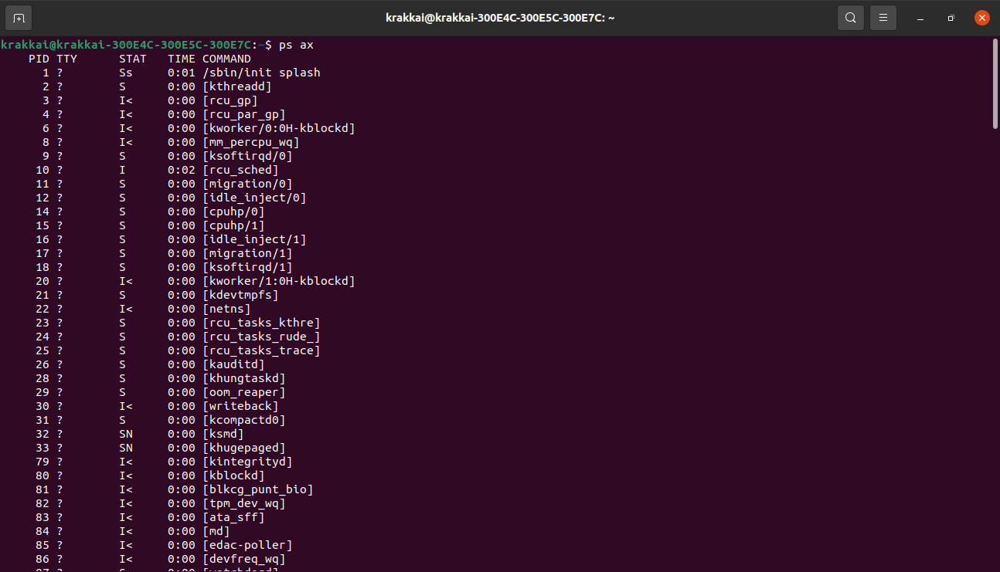 krakkai@krakkai-300E4C-300E5C-300E7C: ~
krakkai@krakkai-300E4C-300E5C-300E7C:~$ ps ax
    PID TTY      STAT   TIME COMMAND
      1 ?        Ss     0:01 /sbin/init splash
      2 ?        S      0:00 [kthreadd]
      3 ?        I<     0:00 [rcu_gp]
      4 ?        I<     0:00 [rcu_par_gp]
      6 ?        I<     0:00 [kworker/0:0H-kblockd]
      8 ?        I<     0:00 [mm_percpu_wq]
      9 ?        S      0:00 [ksoftirqd/0]
     10 ?        I      0:02 [rcu_sched]
     11 ?        S      0:00 [migration/0]
     12 ?        S      0:00 [idle_inject/0]
     14 ?        S      0:00 [cpuhp/0]
     15 ?        S      0:00 [cpuhp/1]
     16 ?        S      0:00 [idle_inject/1]
     17 ?        S      0:00 [migration/1]
     18 ?        S      0:00 [ksoftirqd/1]
     20 ?        I<     0:00 [kworker/1:0H-kblockd]
     21 ?        S      0:00 [kdevtmpfs]
     22 ?        I<     0:00 [netns]
     23 ?        S      0:00 [rcu_tasks_kthre]
     24 ?        S      0:00 [rcu_tasks_rude_]
     25 ?        S      0:00 [rcu_tasks_trace]
     26 ?        S      0:00 [kauditd]
     28 ?        S      0:00 [khungtaskd]
     29 ?        S      0:00 [oom_reaper]
     30 ?        I<     0:00 [writeback]
     31 ?        S      0:00 [kcompactd0]
     32 ?        SN     0:00 [ksmd]
     33 ?        SN     0:00 [khugepaged]
     79 ?        I<     0:00 [kintegrityd]
     80 ?        I<     0:00 [kblockd]
     81 ?        I<     0:00 [blkcg_punt_bio]
     82 ?        I<     0:00 [tpm_dev_wq]
     83 ?        I<     0:00 [ata_sff]
     84 ?        I<     0:00 [md]
     85 ?        I<     0:00 [edac-poller]
     86 ?        I<     0:00 [devfreq_wq]